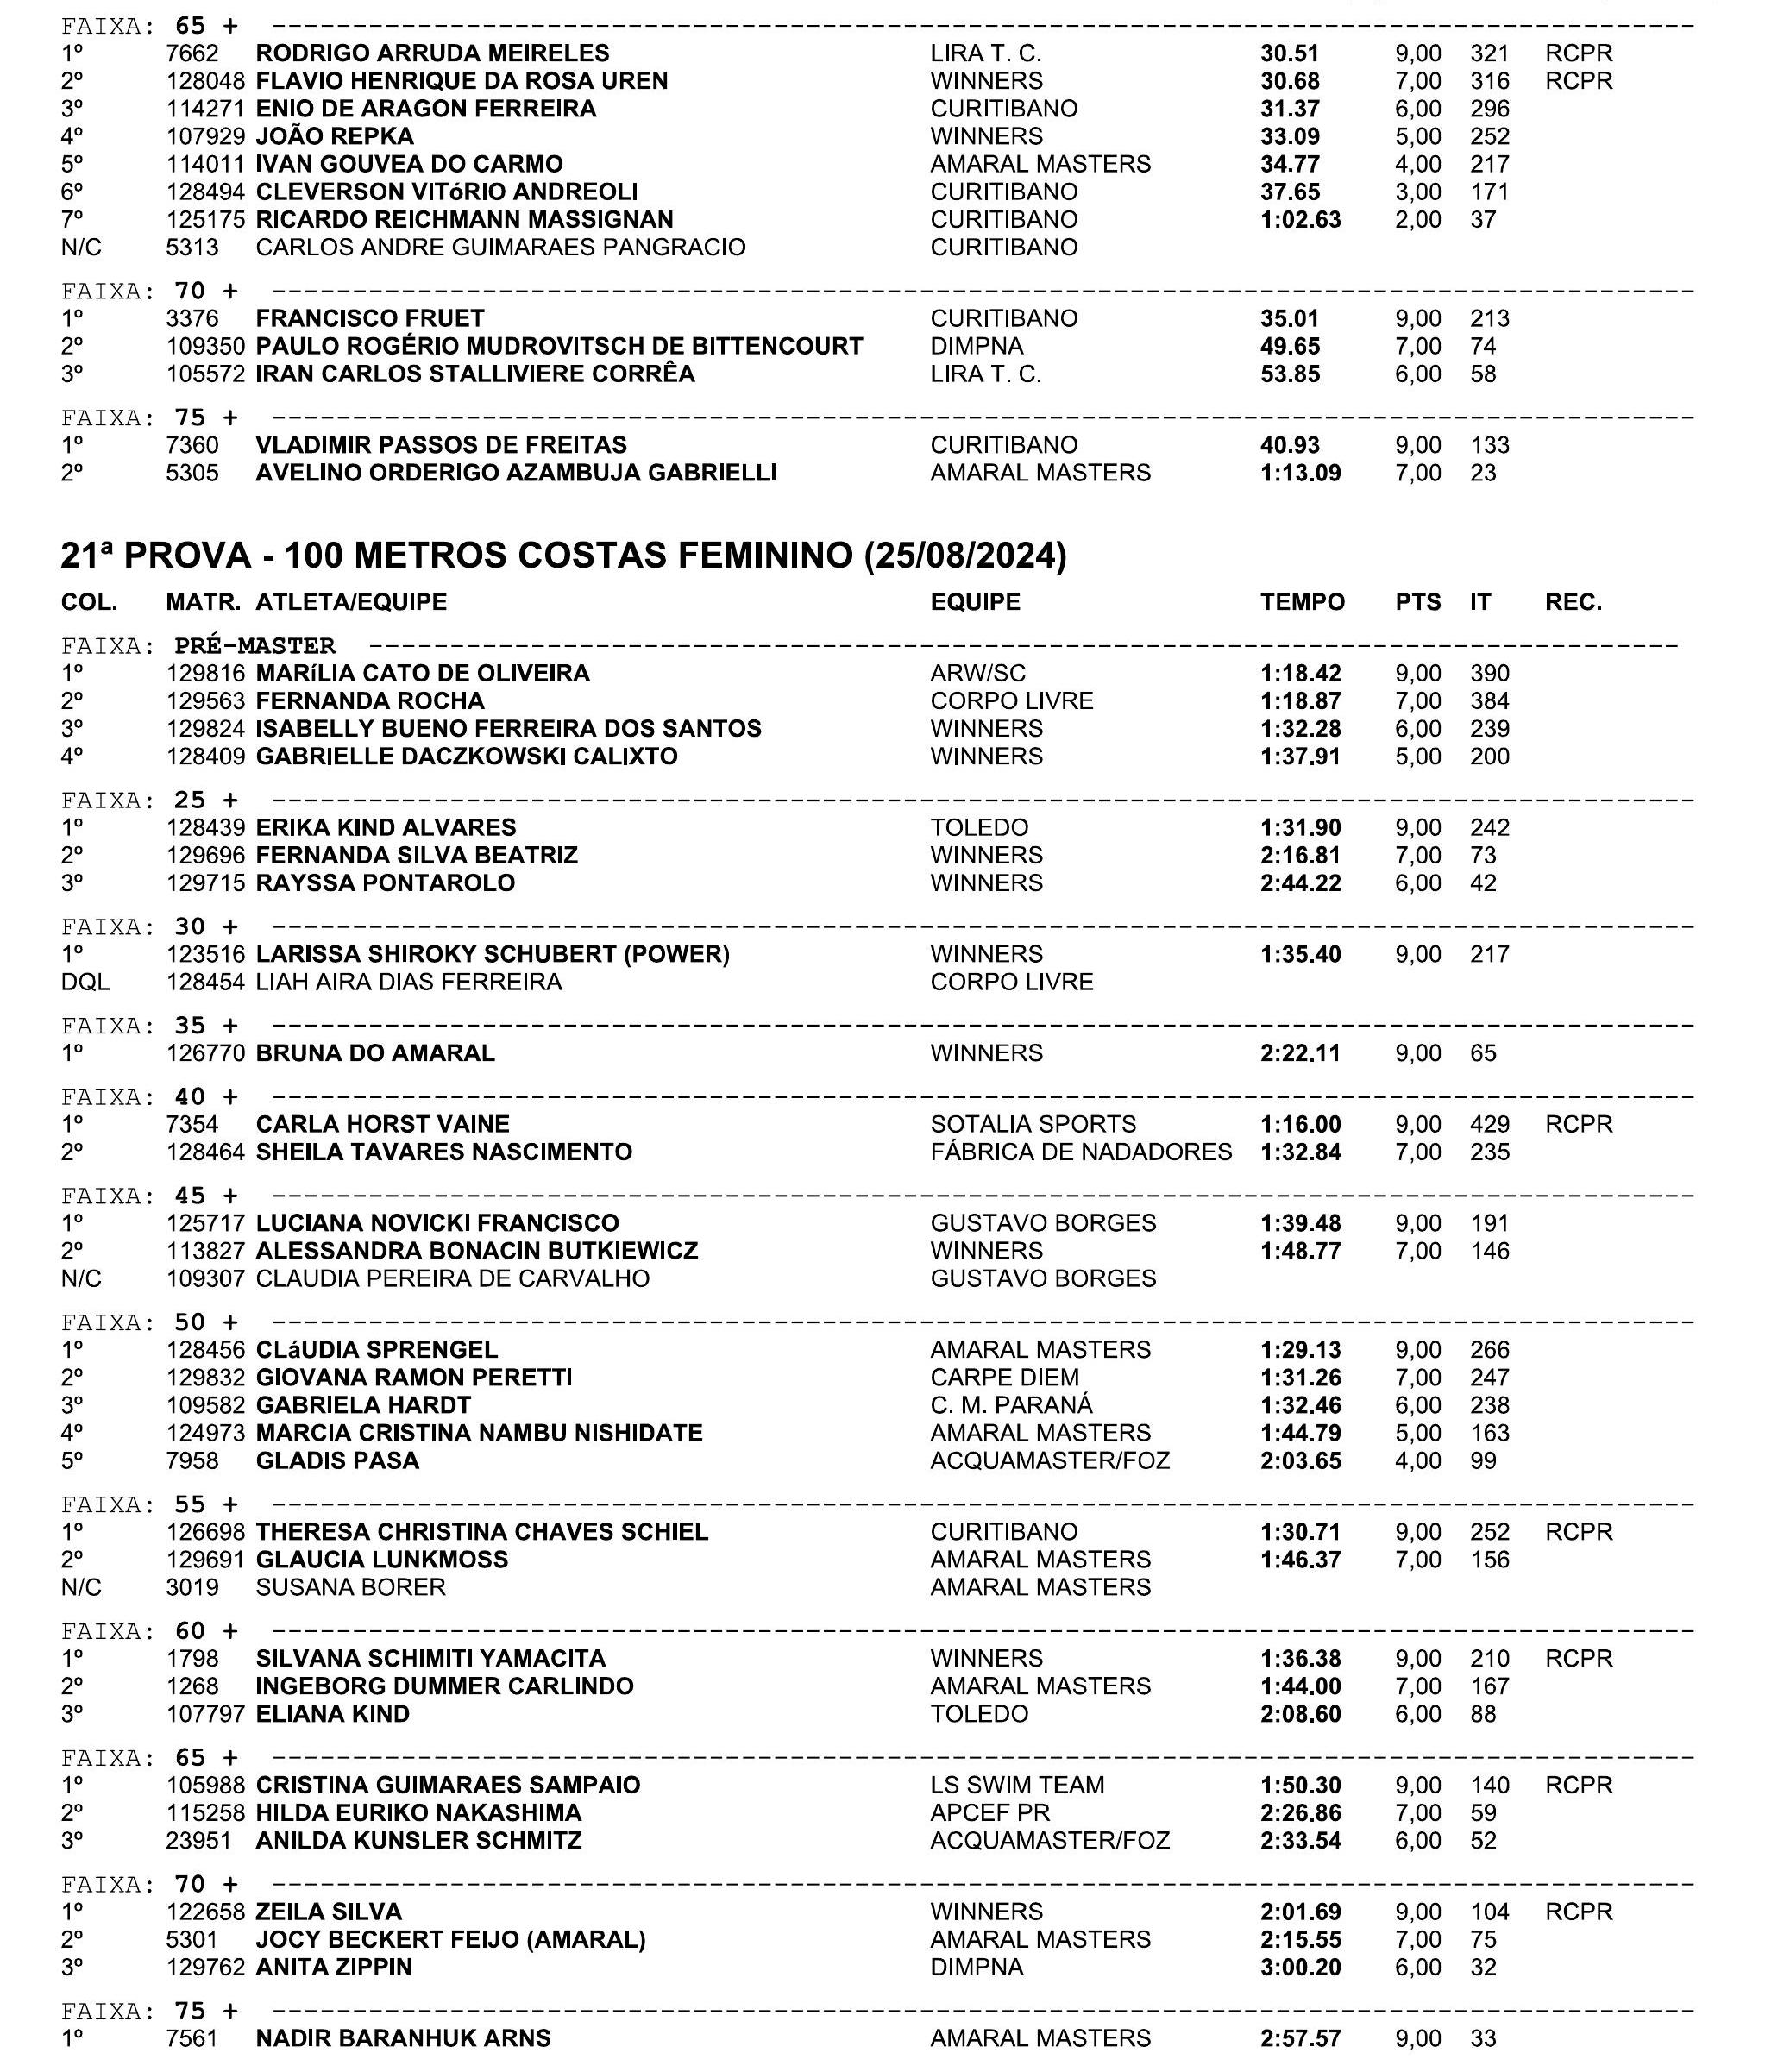 FAIXA: 65 + ----------------------------------------------------------------------------------------
1º 7662 RODRIGO ARRUDA MEIRELES LIRA T. C. 30.51 9,00 321 RCPR
2º 128048 FLAVIO HENRIQUE DA ROSA UREN WINNERS 30.68 7,00 316 RCPR
3º 114271 ENIO DE ARAGON FERREIRA CURITIBANO 31.37 6,00 296
4º 107929 JOÃO REPKA WINNERS 33.09 5,00 252
5º 114011 IVAN GOUVEA DO CARMO AMARAL MASTERS 34.77 4,00 217
6º 128494 CLEVERSON VITóRIO ANDREOLI CURITIBANO 37.65 3,00 171
7º 125175 RICARDO REICHMANN MASSIGNAN CURITIBANO 1:02.63 2,00 37
N/C 5313 CARLOS ANDRE GUIMARAES PANGRACIO CURITIBANO
FAIXA: 70 + ----------------------------------------------------------------------------------------
1º 3376 FRANCISCO FRUET CURITIBANO 35.01 9,00 213
2º 109350 PAULO ROGÉRIO MUDROVITSCH DE BITTENCOURT DIMPNA 49.65 7,00 74
3º 105572 IRAN CARLOS STALLIVIERE CORRÊA LIRA T. C. 53.85 6,00 58
FAIXA: 75 + ----------------------------------------------------------------------------------------
1º 7360 VLADIMIR PASSOS DE FREITAS CURITIBANO 40.93 9,00 133
2º 5305 AVELINO ORDERIGO AZAMBUJA GABRIELLI AMARAL MASTERS 1:13.09 7,00 23
21ª PROVA - 100 METROS COSTAS FEMININO (25/08/2024)
COL. MATR. ATLETA/EQUIPE EQUIPE TEMPO PTS IT REC.
FAIXA: PRÉ-MASTER ---------------------------------------------------------------------------------
1º 129816 MARíLIA CATO DE OLIVEIRA ARW/SC 1:18.42 9,00 390
2º 129563 FERNANDA ROCHA CORPO LIVRE 1:18.87 7,00 384
3º 129824 ISABELLY BUENO FERREIRA DOS SANTOS WINNERS 1:32.28 6,00 239
4º 128409 GABRIELLE DACZKOWSKI CALIXTO WINNERS 1:37.91 5,00 200
FAIXA: 25 + ----------------------------------------------------------------------------------------
1º 128439 ERIKA KIND ALVARES TOLEDO 1:31.90 9,00 242
2º 129696 FERNANDA SILVA BEATRIZ WINNERS 2:16.81 7,00 73
3º 129715 RAYSSA PONTAROLO WINNERS 2:44.22 6,00 42
FAIXA: 30 + ----------------------------------------------------------------------------------------
1º 123516 LARISSA SHIROKY SCHUBERT (POWER) WINNERS 1:35.40 9,00 217
DQL 128454 LIAH AIRA DIAS FERREIRA CORPO LIVRE
FAIXA: 35 + ----------------------------------------------------------------------------------------
1º 126770 BRUNA DO AMARAL WINNERS 2:22.11 9,00 65
FAIXA: 40 + ----------------------------------------------------------------------------------------
1º 7354 CARLA HORST VAINE SOTALIA SPORTS 1:16.00 9,00 429 RCPR
2º 128464 SHEILA TAVARES NASCIMENTO FÁBRICA DE NADADORES 1:32.84 7,00 235
FAIXA: 45 + ----------------------------------------------------------------------------------------
1º 125717 LUCIANA NOVICKI FRANCISCO GUSTAVO BORGES 1:39.48 9,00 191
2º 113827 ALESSANDRA BONACIN BUTKIEWICZ WINNERS 1:48.77 7,00 146
N/C 109307 CLAUDIA PEREIRA DE CARVALHO GUSTAVO BORGES
FAIXA: 50 + ----------------------------------------------------------------------------------------
1º 128456 CLáUDIA SPRENGEL AMARAL MASTERS 1:29.13 9,00 266
2º 129832 GIOVANA RAMON PERETTI CARPE DIEM 1:31.26 7,00 247
3º 109582 GABRIELA HARDT C. M. PARANÁ 1:32.46 6,00 238
4º 124973 MARCIA CRISTINA NAMBU NISHIDATE AMARAL MASTERS 1:44.79 5,00 163
5º 7958 GLADIS PASA ACQUAMASTER/FOZ 2:03.65 4,00 99
FAIXA: 55 + ----------------------------------------------------------------------------------------
1º 126698 THERESA CHRISTINA CHAVES SCHIEL CURITIBANO 1:30.71 9,00 252 RCPR
2º 129691 GLAUCIA LUNKMOSS AMARAL MASTERS 1:46.37 7,00 156
N/C 3019 SUSANA BORER AMARAL MASTERS
FAIXA: 60 + ----------------------------------------------------------------------------------------
1º 1798 SILVANA SCHIMITI YAMACITA WINNERS 1:36.38 9,00 210 RCPR
2º 1268 INGEBORG DUMMER CARLINDO AMARAL MASTERS 1:44.00 7,00 167
3º 107797 ELIANA KIND TOLEDO 2:08.60 6,00 88
FAIXA: 65 + ----------------------------------------------------------------------------------------
1º 105988 CRISTINA GUIMARAES SAMPAIO LS SWIM TEAM 1:50.30 9,00 140 RCPR
2º 115258 HILDA EURIKO NAKASHIMA APCEF PR 2:26.86 7,00 59
3º 23951 ANILDA KUNSLER SCHMITZ ACQUAMASTER/FOZ 2:33.54 6,00 52
FAIXA: 70 + ----------------------------------------------------------------------------------------
1º 122658 ZEILA SILVA WINNERS 2:01.69 9,00 104 RCPR
2º 5301 JOCY BECKERT FEIJO (AMARAL) AMARAL MASTERS 2:15.55 7,00 75
3º 129762 ANITA ZIPPIN DIMPNA 3:00.20 6,00 32
FAIXA: 75 + ----------------------------------------------------------------------------------------
1º 7561 NADIR BARANHUK ARNS AMARAL MASTERS 2:57.57 9,00 33